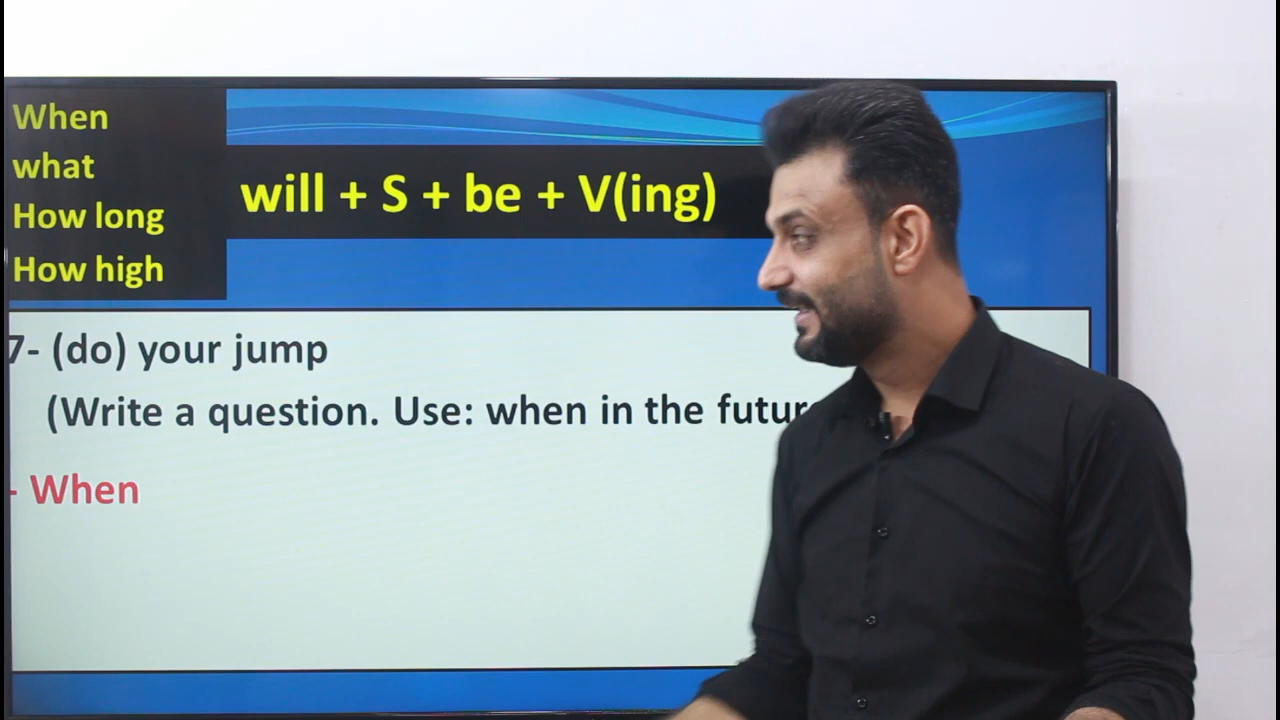 When
what
How long
How high
will + S + be + V(ing)
7- (do) your jump
(Write a question. Use: when in the
- When